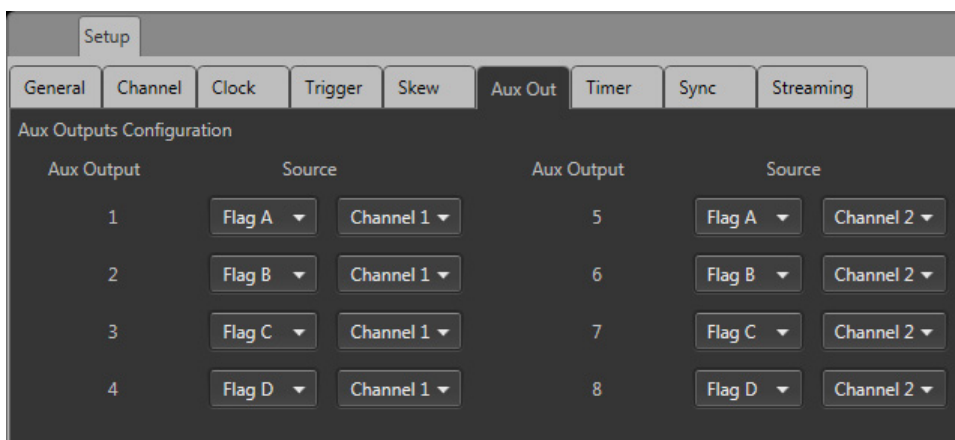 Setup
General Channel Clock Trigger Skew Aux Out Timer Sync Streaming
Aux Outputs Configuration
Aux Output Source Aux Output Source
1 Flag A Channel 1 5 Flag A Channel 2
2 Flag B Channel 1 6 Flag B Channel 2
3 Flag C Channel 1 7 Flag C Channel 2
4 Flag D Channel 1 8 Flag D Channel 2